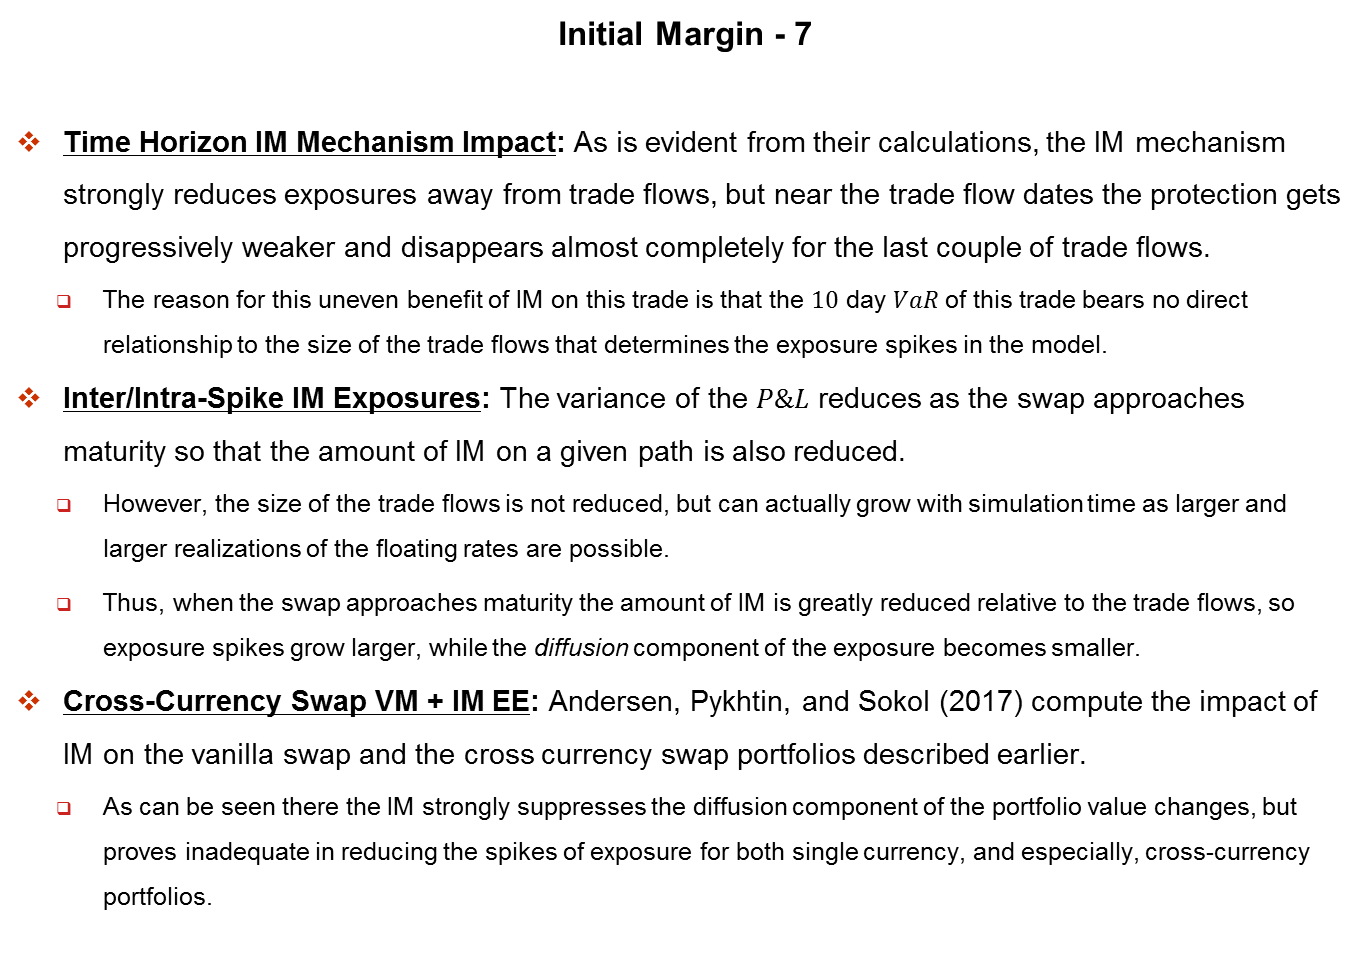 Initial Margin - 7
Time Horizon IM Mechanism Impact: As is evident from their calculations, the IM mechanism
strongly reduces exposures away from trade flows, but near the trade flow dates the protection gets
progressively weaker and disappears almost completely for the last couple of trade flows.
The reason for this uneven benefit of IM on this trade is that the 10 day VaR of this trade bears no direct
relationship to the size of the trade flows that determines the exposure spikes in the model.
Inter/Intra-Spike IM Exposures: The variance of the P&L reduces as the swap approaches
maturity so that the amount of IM on a given path is also reduced.
However, the size of the trade flows is not reduced, but can actually grow with simulation time as larger and
larger realizations of the floating rates are possible.
Thus, when the swap approaches maturity the amount of IM is greatly reduced relative to the trade flows, so
exposure spikes grow larger, while the diffusion component of the exposure becomes smaller.
Cross-Currency Swap VM + IM EE: Andersen, Pykhtin, and Sokol (2017) compute the impact of
IM on the vanilla swap and the cross currency swap portfolios described earlier.
As can be seen there the IM strongly suppresses the diffusion component of the portfolio value changes, but
proves inadequate in reducing the spikes of exposure for both single currency, and especially, cross-currency
portfolios.